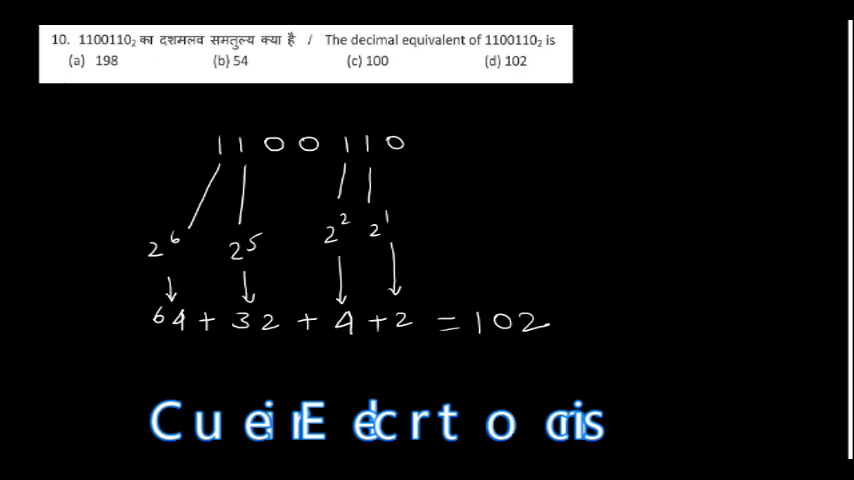 10. 1100110₂ का दशमलव समतुल्य क्या है / The decimal equivalent of 1100110₂ is
(a) 198 (b) 54 (c) 100 (d) 102
1100110
2⁶ 2⁵ 2² 2¹
64 + 32 + 4 + 2 = 102